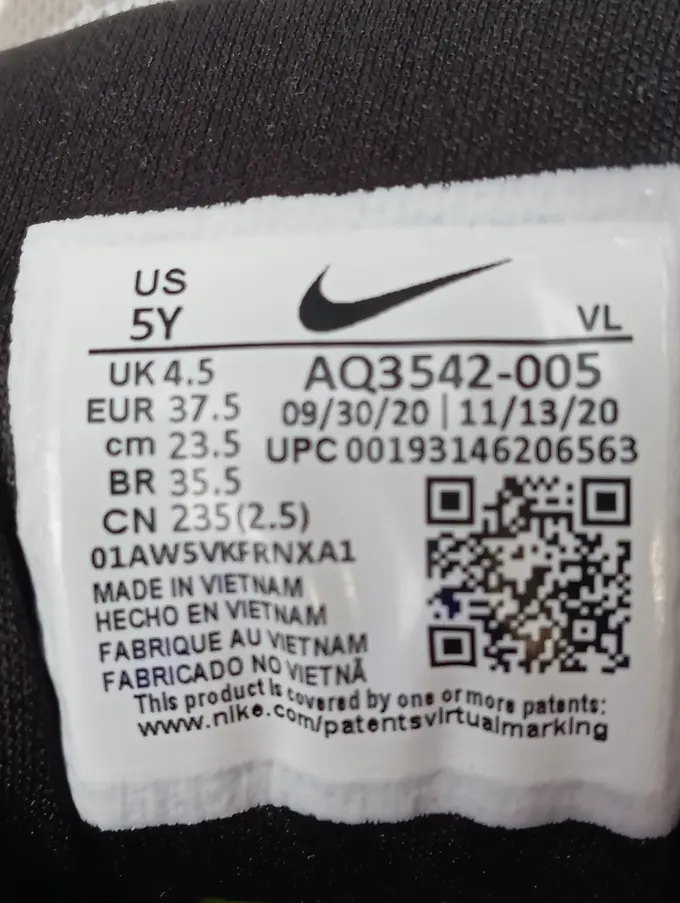 US
5Y
VL
UK 4.5
AQ3542-005
EUR 37.5
09/30/20 | 11/13/20
cm 23.5
UPC 00193146206563
BR 35.5
CN 235(2.5)
01AW5VKFRNXA1
MADE IN VIETNAM
HECHO EN VIETNAM
FABRIQUE AU VIETNAM
FABRICADO NO VIETNÃ
This product is covered by one or more patents:
www.nike.com/patentsvirtualmarking